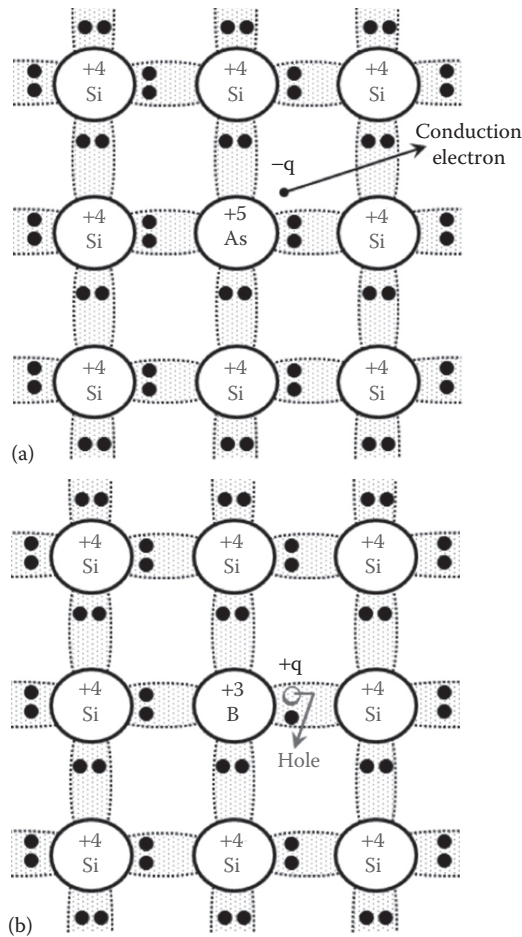 +4 +4 +4
Si Si Si
Conduction
electron
−q
+4 +5 +4
Si As Si
+4 +4 +4
Si Si Si
(a)
+4 +4 +4
Si Si Si
+q
+4 +3 +4
Si B Si
Hole
+4 +4 +4
Si Si Si
(b)